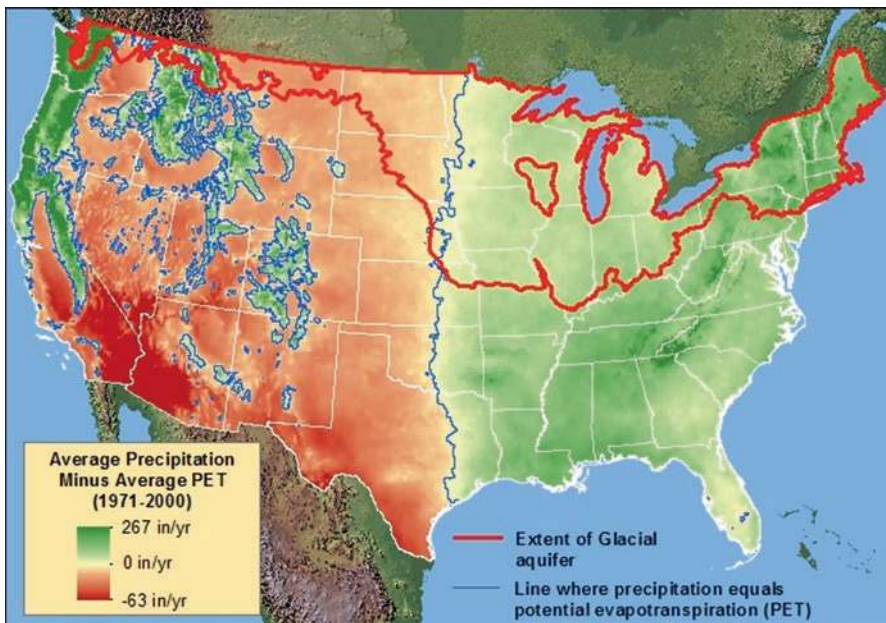 Average Precipitation
Minus Average PET
(1971-2000)
267 in/yr
0 in/yr
-63 in/yr
Extent of Glacial
aquifer
Line where precipitation equals
potential evapotranspiration (PET)